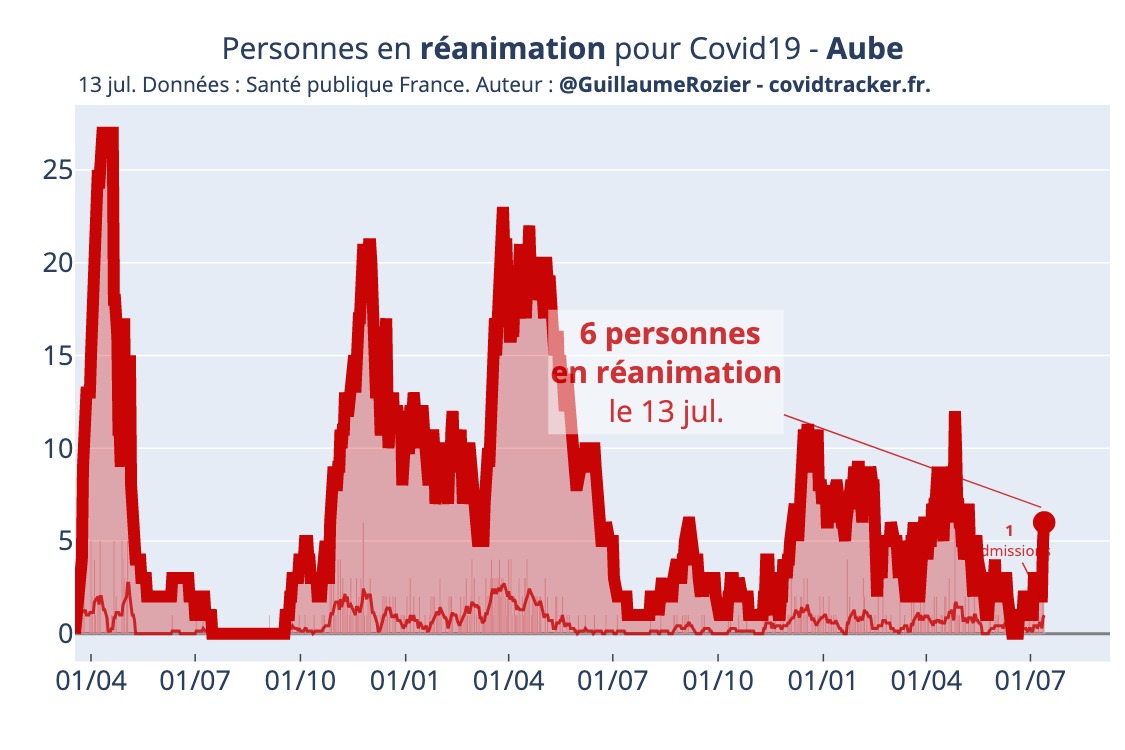 Personnes en réanimation pour Covid19 - Aube
13 jul. Données : Santé publique France. Auteur : @GuillaumeRozier - covidtracker.fr.
25
20
15
10
5
0
6 personnes
en réanimation
le 13 jul.
1
dmissions
01/04
01/07
01/10
01/01
01/04
01/07
01/10
01/01
01/04
01/07